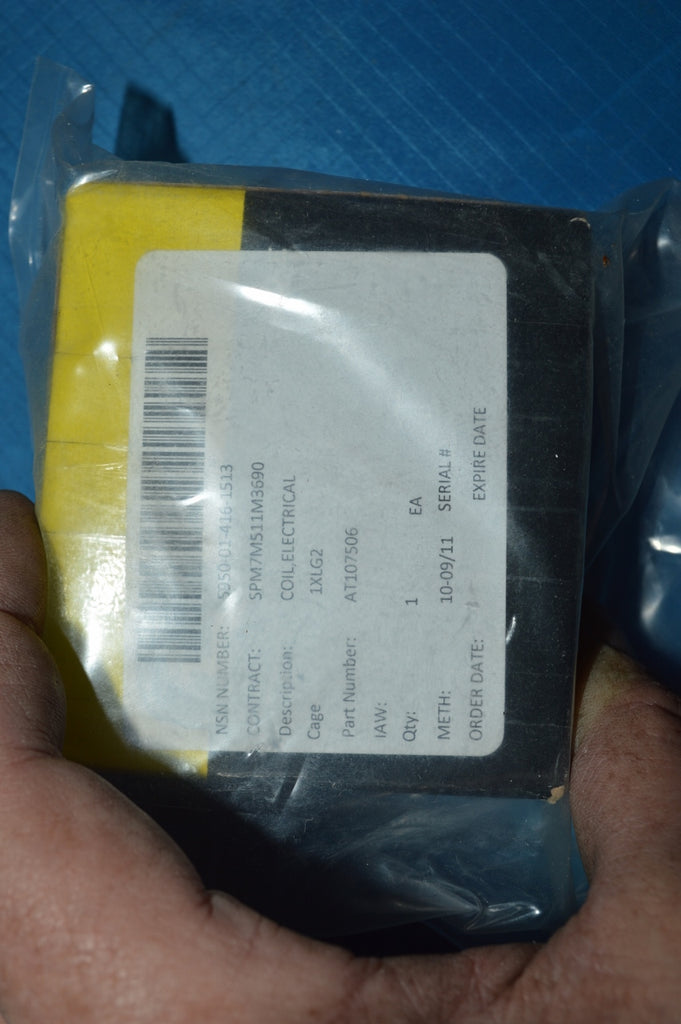 NSN NUMBER: 5950-01-416-1513
CONTRACT: SPM7M511M3690
Description: COIL,ELECTRICAL
Cage 1XLG2
Part Number: AT107506
IAW:
Qty: 1 EA
METH: 10-09/11 SERIAL #
ORDER DATE: EXPIRE DATE